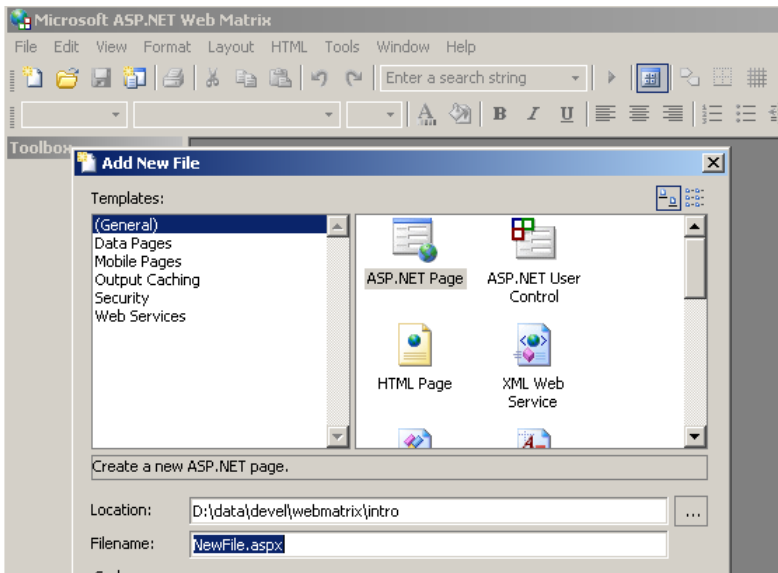 Microsoft ASP.NET Web Matrix
File Edit View Format Layout HTML Tools Window Help
Enter a search string
A B I U
Toolbox
Add New File
Templates:
(General)
Data Pages
Mobile Pages
Output Caching
Security
Web Services
ASP.NET Page
ASP.NET User
Control
HTML Page
XML Web
Service
Create a new ASP.NET page.
Location: D:\data\devel\webmatrix\intro ...
Filename: NewFile.aspx